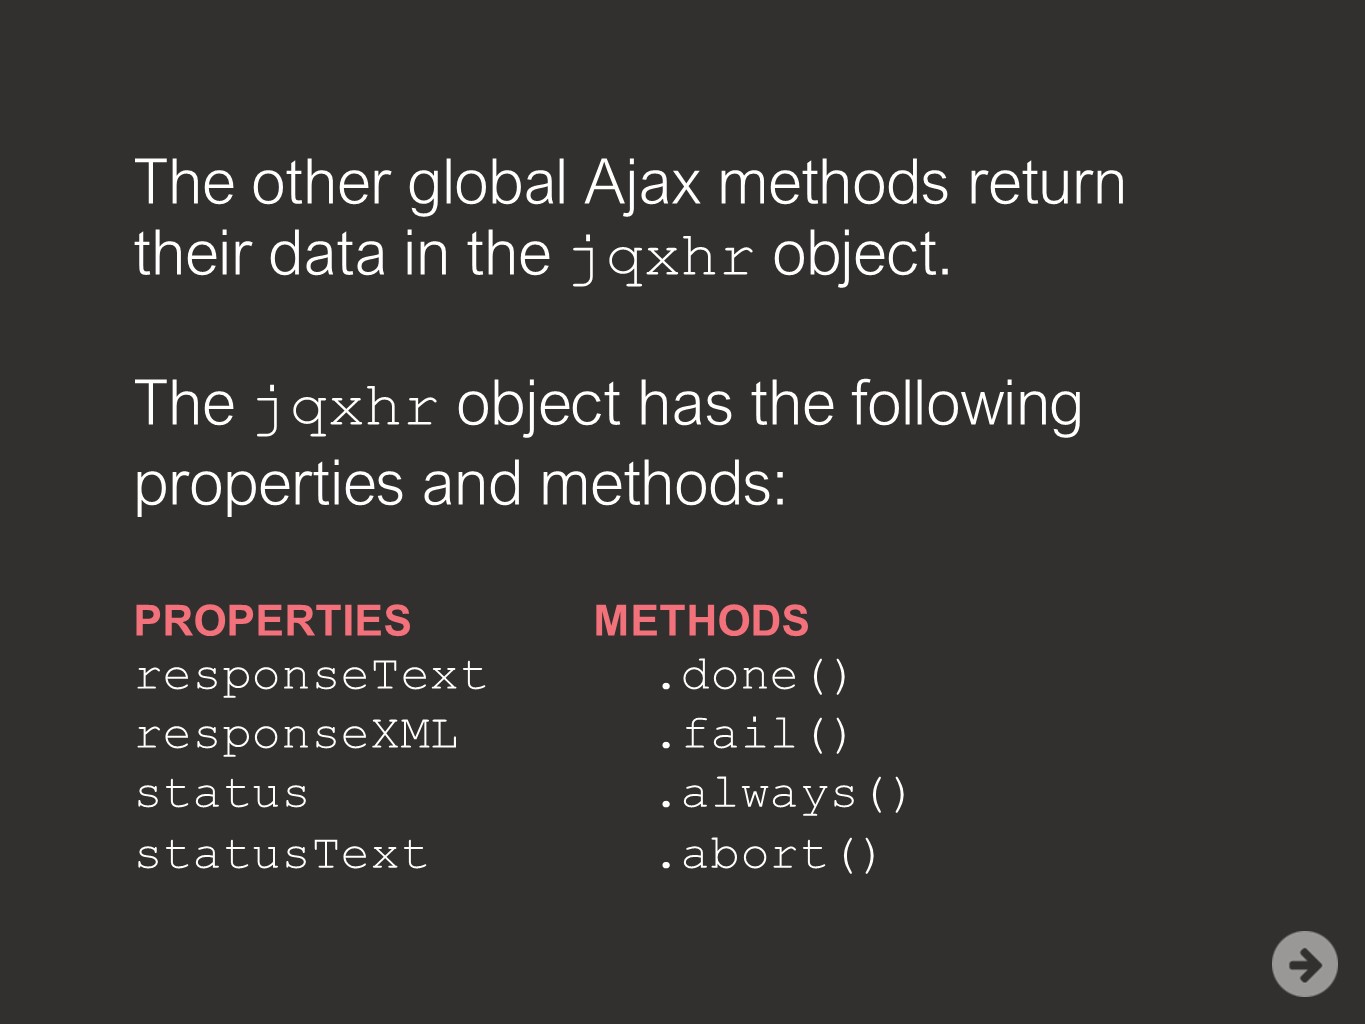 The other global Ajax methods return
their data in the jqxhr object.
The jqxhr object has the following
properties and methods:
PROPERTIES METHODS
responseText .done()
responseXML .fail()
status .always()
statusText .abort()